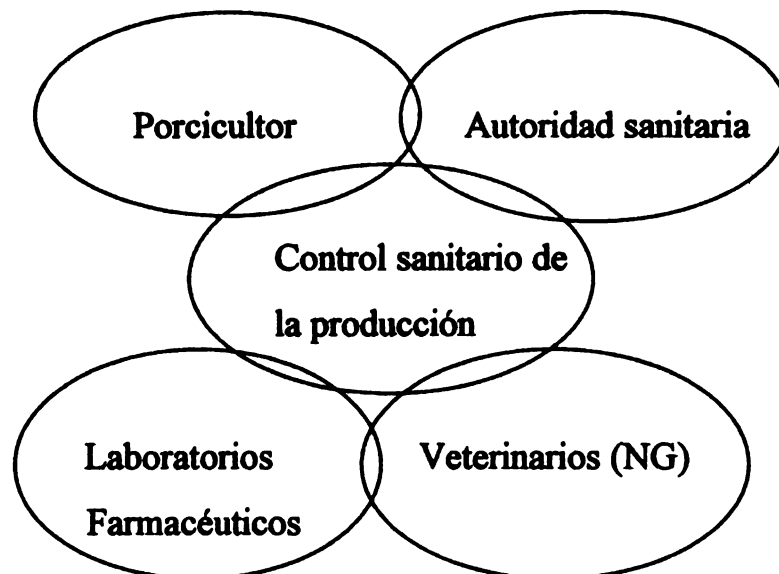 Porcicultor
Autoridad sanitaria
Control sanitario de
la producción
Laboratorios
Farmacéuticos
Veterinarios (NG)